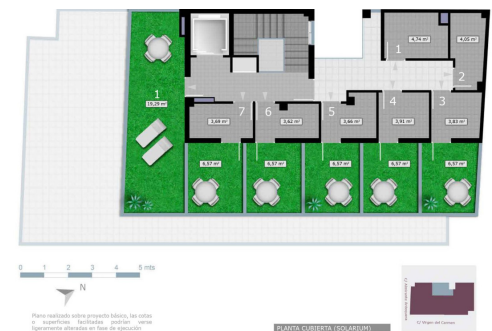 1
4,74 m²
4,05 m²
2
1
19,29 m²
7
6
5
4
3
3,62 m²
3,66 m²
3,91 m²
3,83 m²
6,57 m²
6,57 m²
6,57 m²
6,57 m²
6,57 m²
0 1 2 3 4 5 mts
N
Plano realizado sobre proyecto básico, las cotas
o superficies facilitadas podrían verse
ligeramente alteradas en fase de ejecución
PLANTA CUBIERTA (SOLARIUM)
C/ Virgen del Carmen